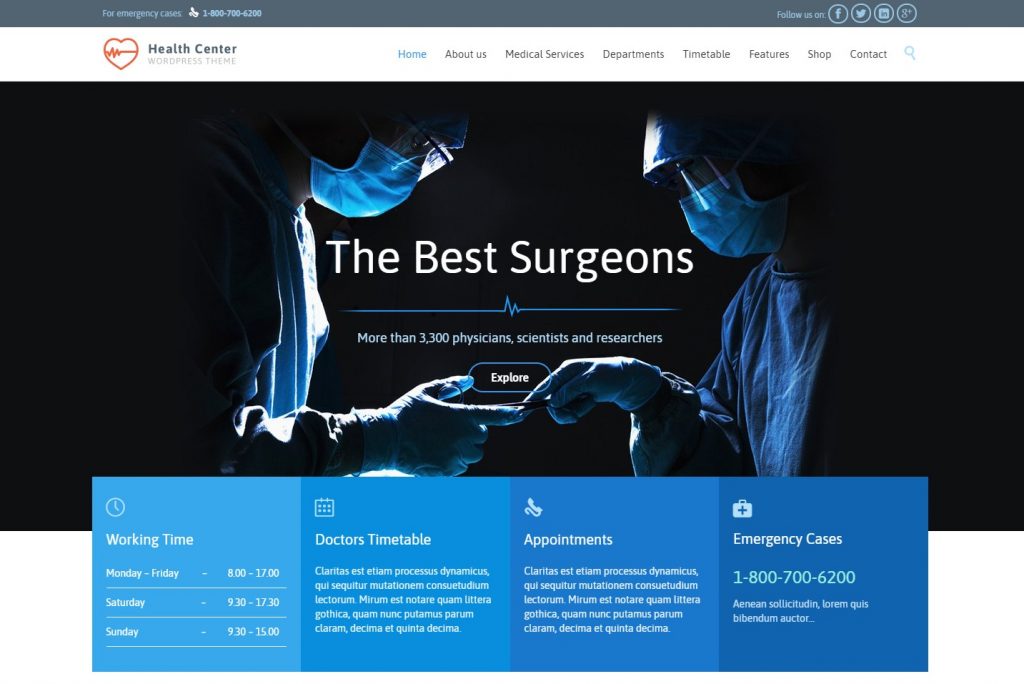 For emergency cases: 1-800-700-6200
Follow us on:
Health Center
WORDPRESS THEME
Home About us Medical Services Departments Timetable Features Shop Contact
The Best Surgeons
More than 3,300 physicians, scientists and researchers
Explore
Working Time
Monday – Friday – 8.00 – 17.00
Saturday – 9.30 – 17.30
Sunday – 9.30 – 15.00
Doctors Timetable
Claritas est etiam processus dynamicus,
qui sequitur mutationem consuetudium
lectorum. Mirum est notare quam littera
gothica, quam nunc putamus parum
claram, decima et quinta decima.
Appointments
Claritas est etiam processus dynamicus,
qui sequitur mutationem consuetudium
lectorum. Mirum est notare quam littera
gothica, quam nunc putamus parum
claram, decima et quinta decima.
Emergency Cases
1-800-700-6200
Aenean sollicitudin, lorem quis
bibendum auctor...